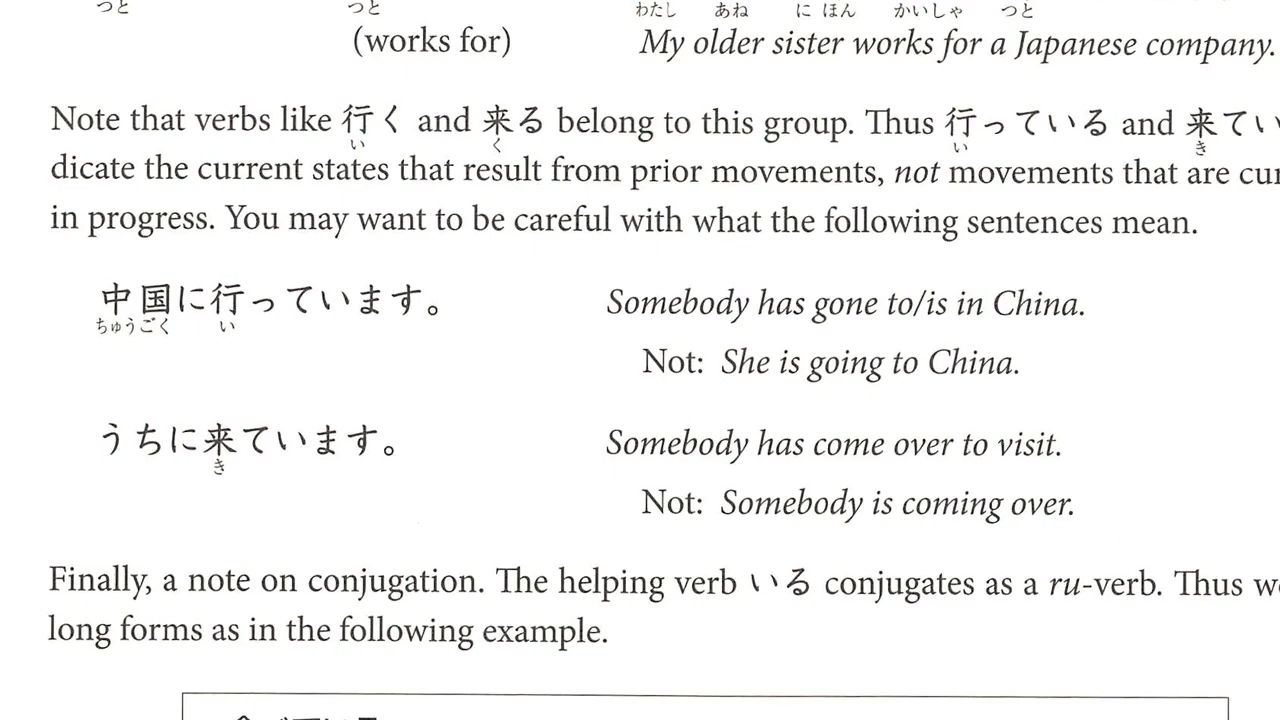 つと つと わたし あね に ほん かいしゃ つと
(works for) My older sister works for a Japanese company.
Note that verbs like 行く and 来る belong to this group. Thus 行っている and 来てい
い く い き
dicate the current states that result from prior movements, not movements that are cur
in progress. You may want to be careful with what the following sentences mean.
中国に行っています。 Somebody has gone to/is in China.
ちゅうごく い
Not: She is going to China.
うちに来ています。 Somebody has come over to visit.
き
Not: Somebody is coming over.
Finally, a note on conjugation. The helping verb いる conjugates as a ru-verb. Thus we
long forms as in the following example.